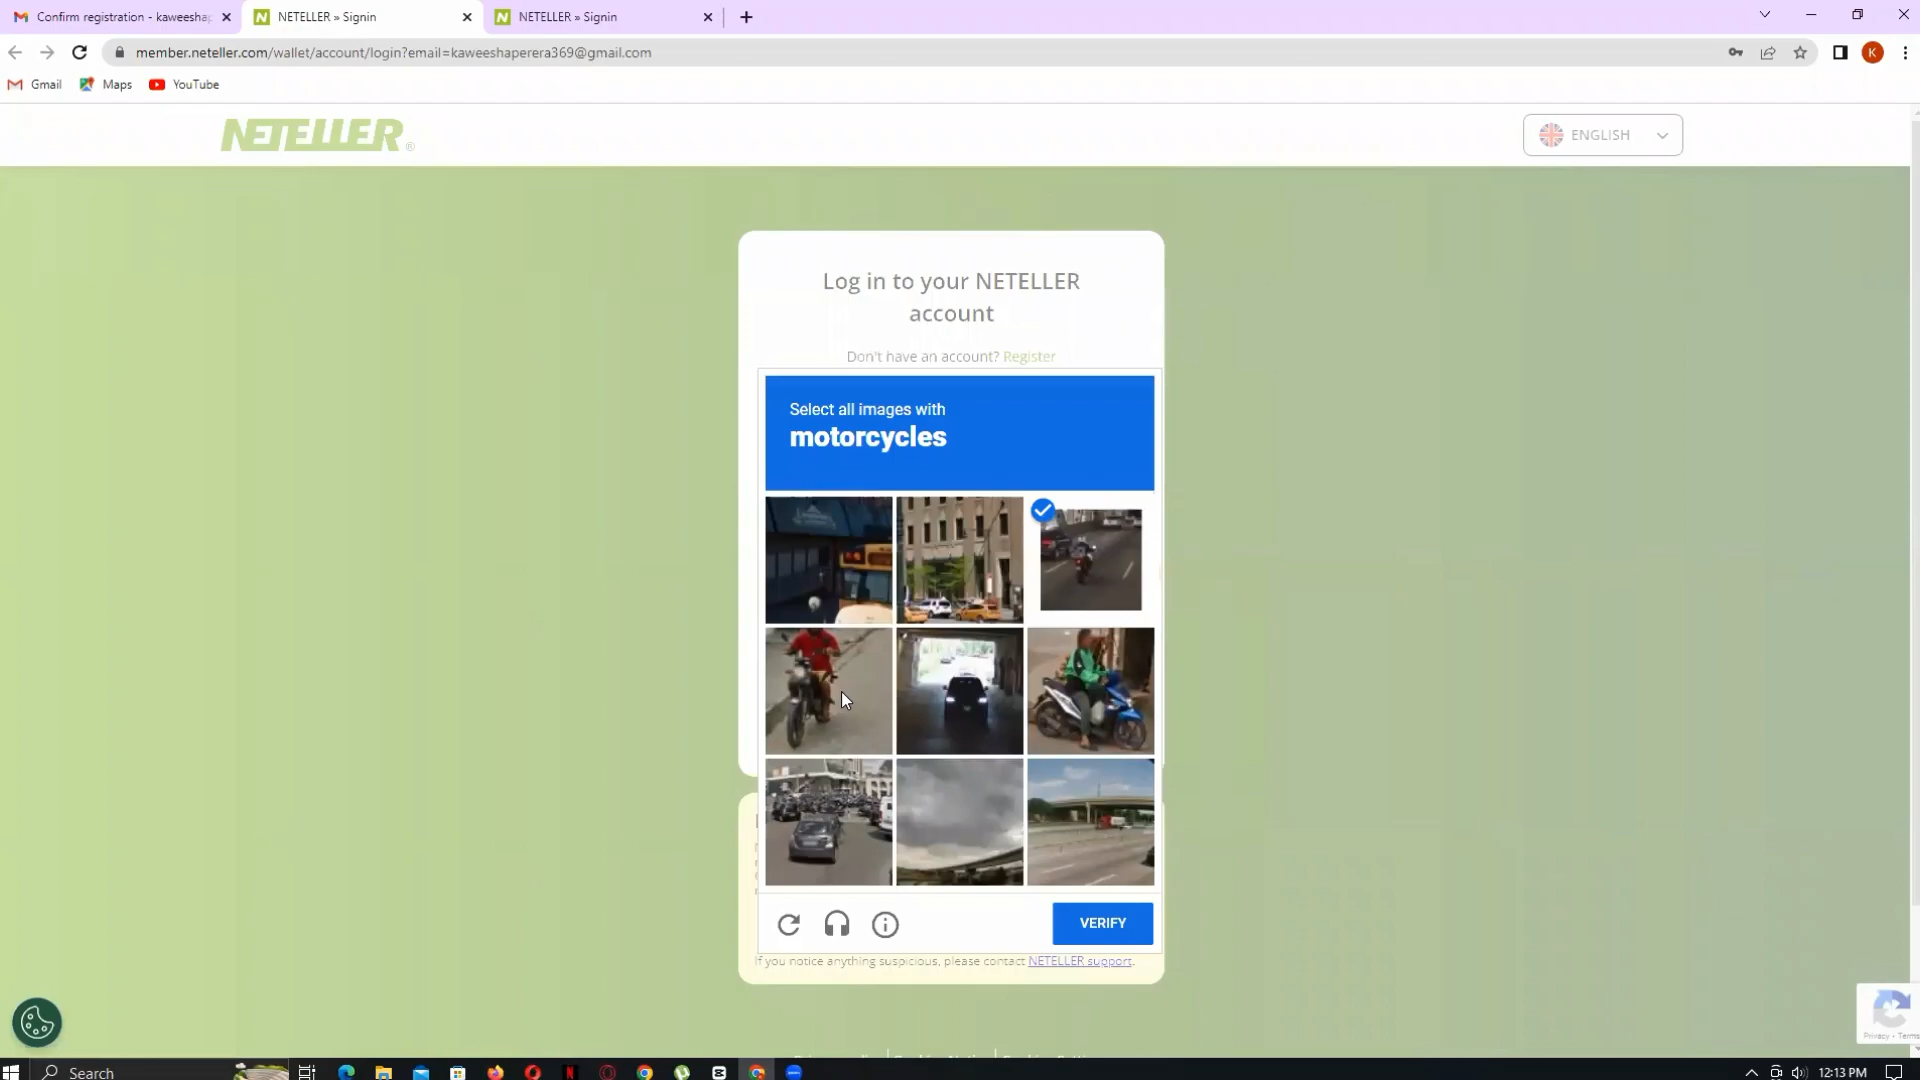 Confirm registration - kaweeshap
NETELLER » Signin
NETELLER » Signin
member.neteller.com/wallet/account/login?email=kaweeshaperera369@gmail.com
K
Gmail
Maps
YouTube
NETELLER®
ENGLISH
Log in to your NETELLER
account
Don't have an account? Register
Select all images with
motorcycles
VERIFY
If you notice anything suspicious, please contact NETELLER support.
Privacy - Terms
Search
12:13 PM